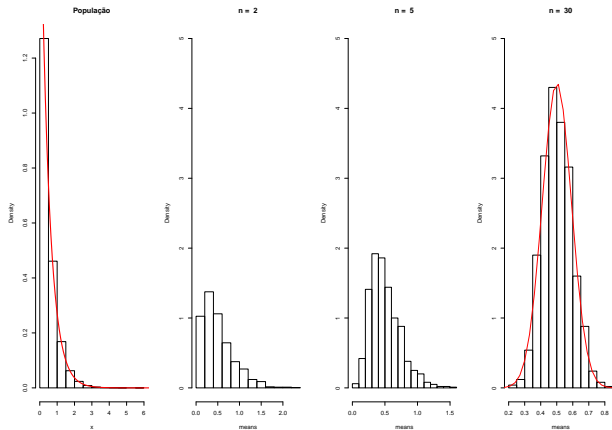 População
Density
0.0 0.2 0.4 0.6 0.8 1.0 1.2
0 1 2 3 4 5 6
x
n = 2
Density
0 1 2 3 4 5
0.0 0.5 1.0 1.5 2.0
means
n = 5
Density
0 1 2 3 4 5
0.0 0.5 1.0 1.5
means
n = 30
Density
0 1 2 3 4 5
0.2 0.3 0.4 0.5 0.6 0.7 0.8
means